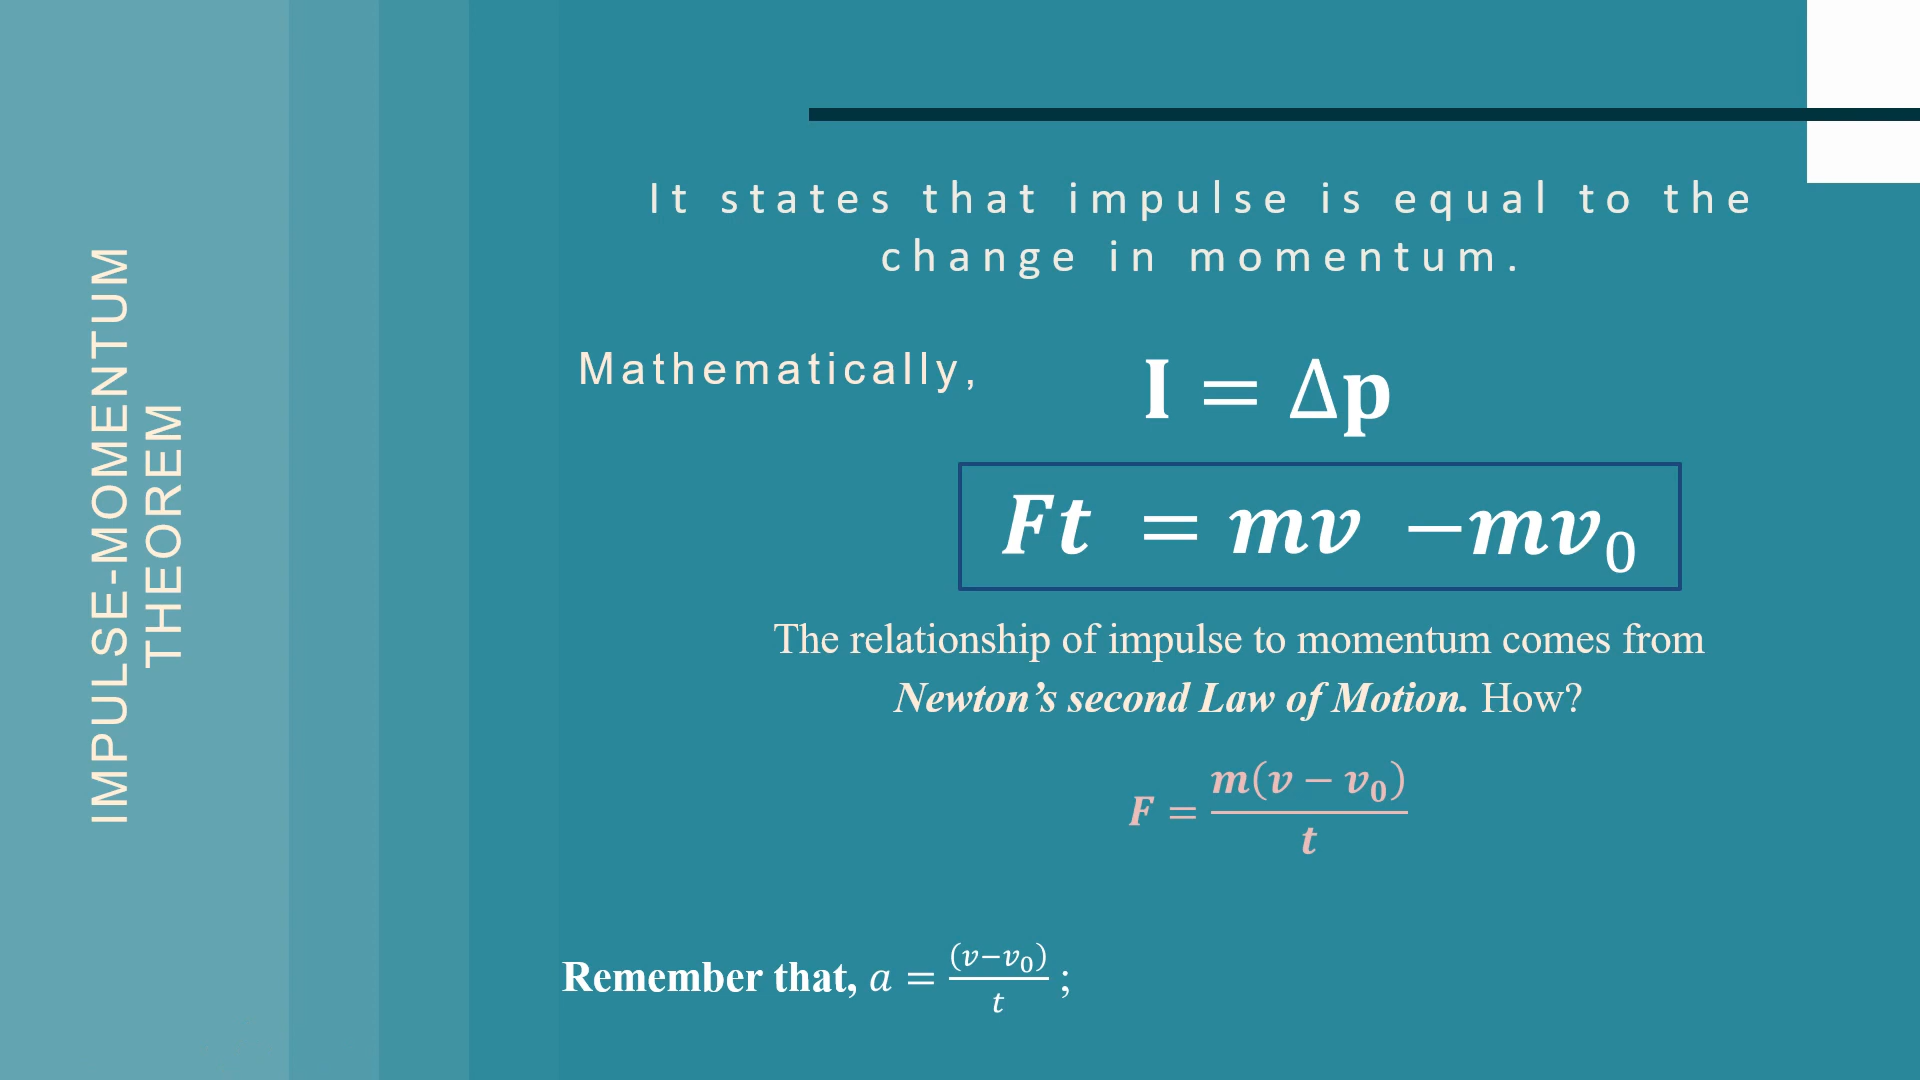 IMPULSE-MOMENTUM
THEOREM
It states that impulse is equal to the
change in momentum.
Mathematically,
I = Δp
Ft = mv −mv₀
The relationship of impulse to momentum comes from
Newton’s second Law of Motion. How?
F = m(v − v₀) / t
Remember that, a = (v−v₀) / t ;